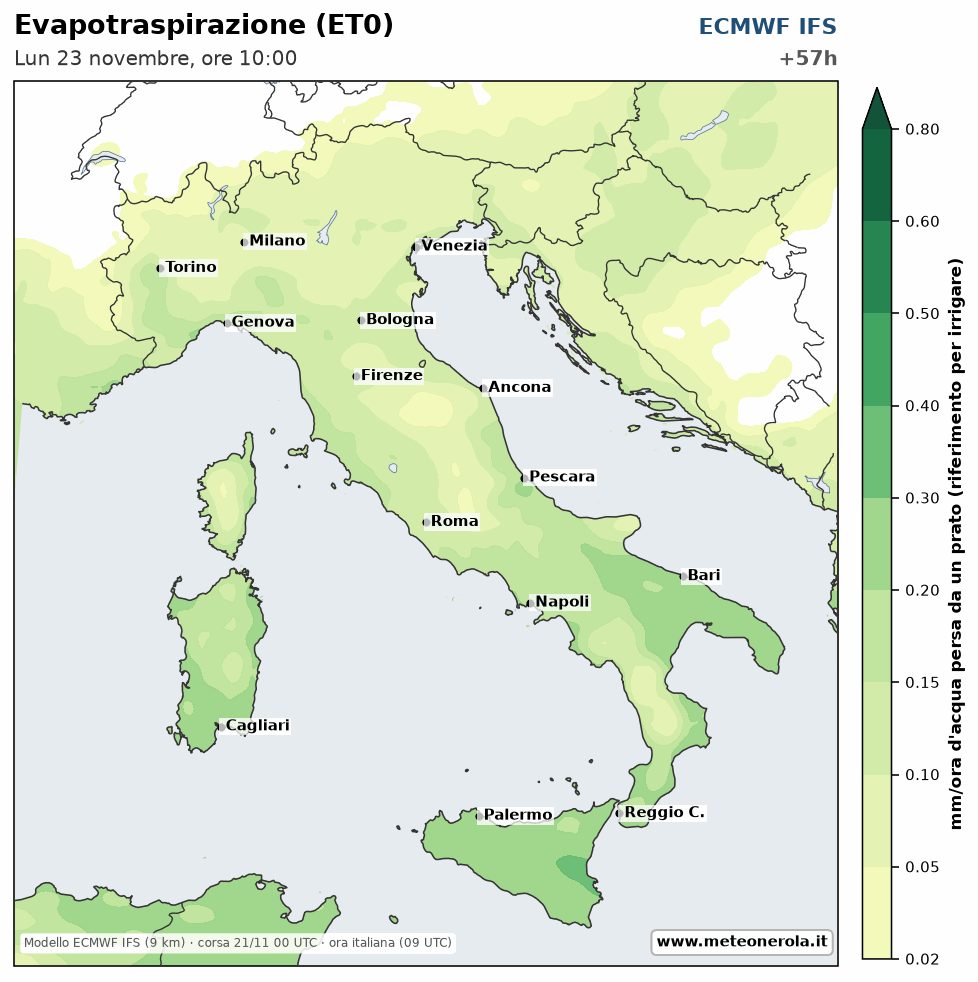 Evapotraspirazione (ET0)
ECMWF IFS
Lun 23 novembre, ore 10:00
+57h
Milano
Venezia
Torino
Genova
Bologna
Firenze
Ancona
Pescara
Roma
Bari
Napoli
Cagliari
Palermo
Reggio C.
0.80
0.60
0.50
0.40
0.30
0.20
0.15
0.10
0.05
0.02
mm/ora d'acqua persa da un prato (riferimento per irrigare)
Modello ECMWF IFS (9 km) · corsa 21/11 00 UTC · ora italiana (09 UTC)
www.meteonerola.it